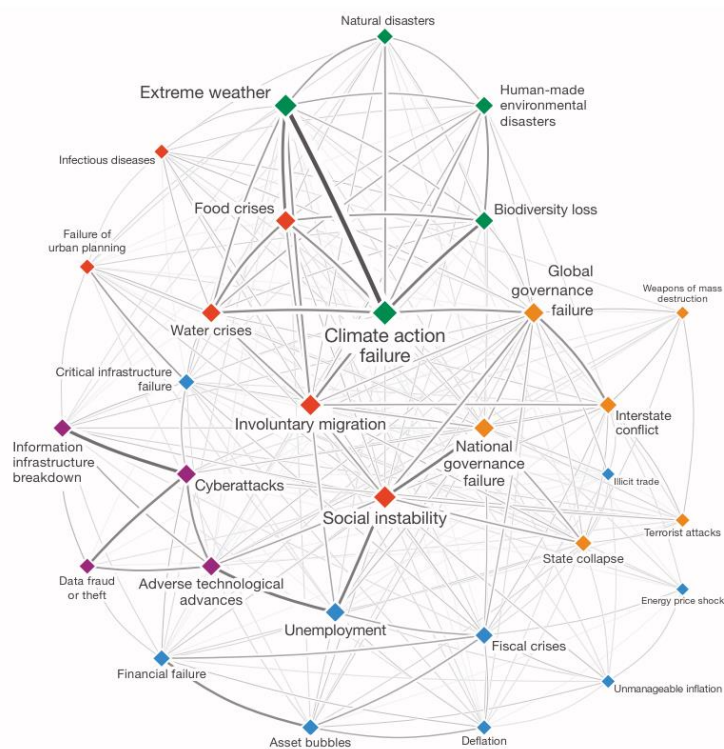 Natural disasters
Extreme weather
Human-made
environmental
disasters
Infectious diseases
Food crises
Biodiversity loss
Failure of
urban planning
Global
governance
failure
Weapons of mass
destruction
Water crises
Climate action
failure
Critical infrastructure
failure
Involuntary migration
Interstate
conflict
Information
infrastructure
breakdown
National
governance
failure
Cyberattacks
Illicit trade
Social instability
Terrorist attacks
State collapse
Data fraud
or theft
Adverse technological
advances
Energy price shock
Unemployment
Fiscal crises
Financial failure
Unmanageable inflation
Asset bubbles
Deflation